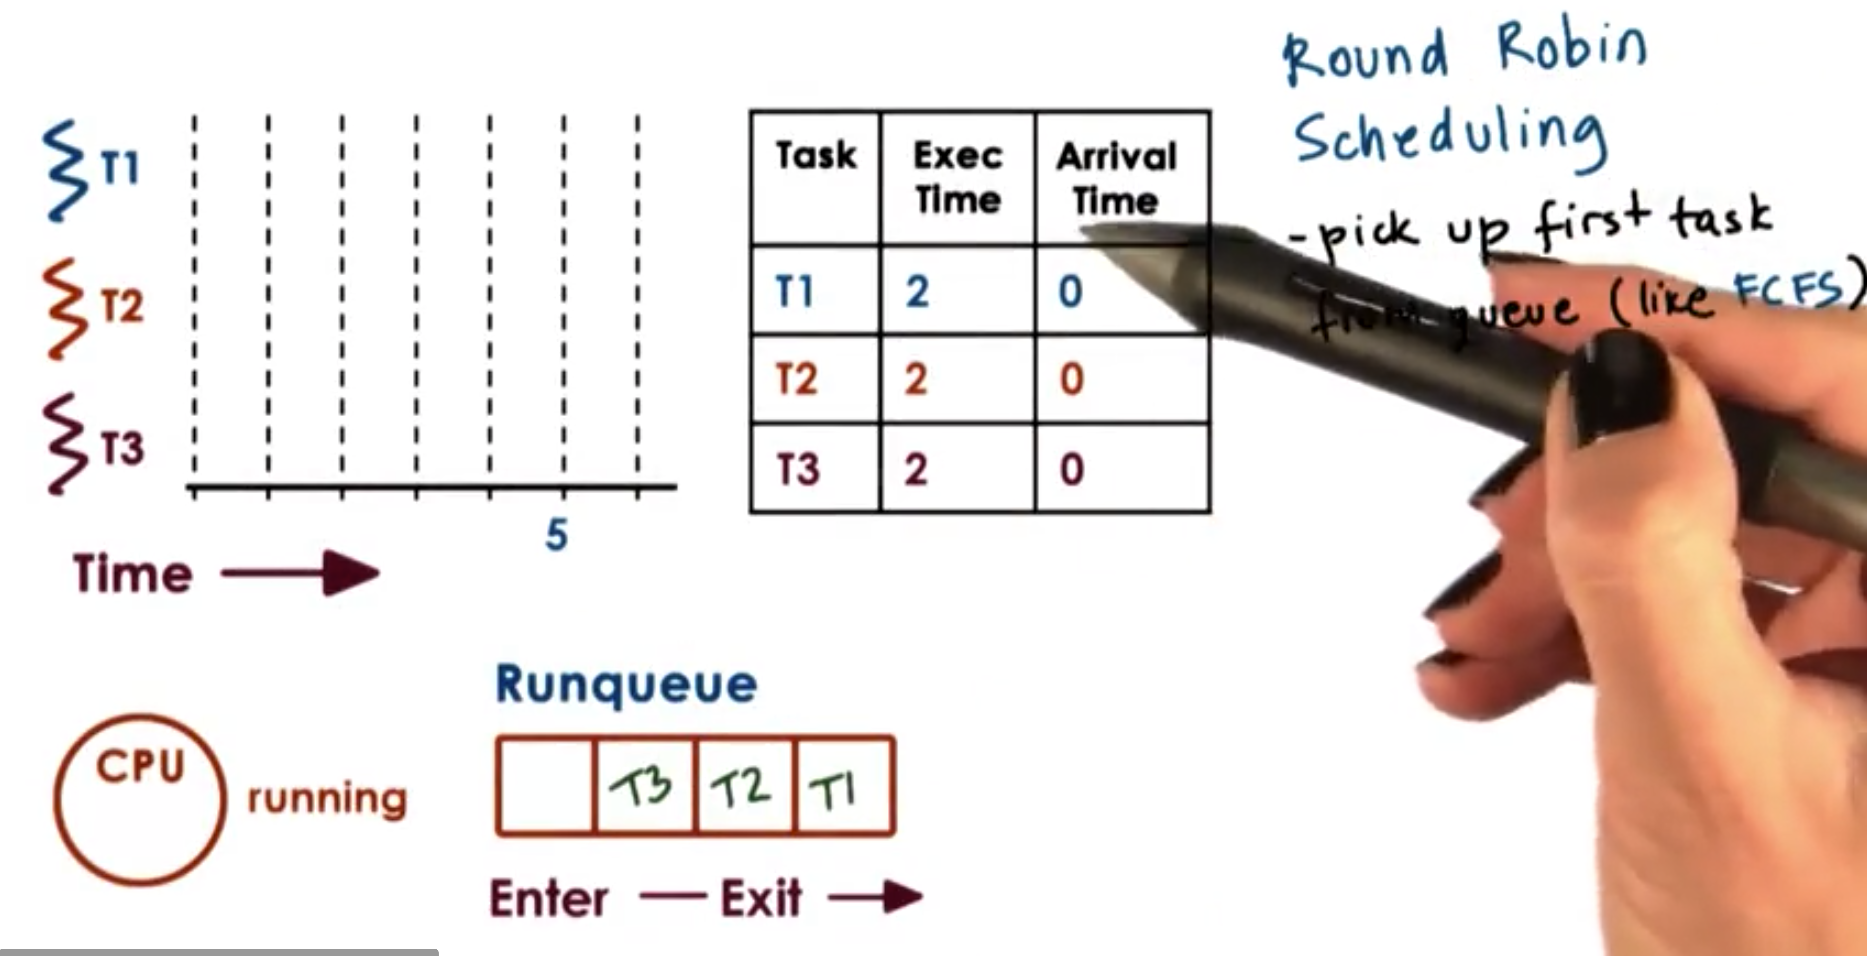 Round Robin
Scheduling
-pick up first task
from queue (like FCFS)
T1
T2
T3
5
Time
Task Exec Time Arrival Time
T1 2 0
T2 2 0
T3 2 0
Runqueue
CPU
running
T3 T2 T1
Enter — Exit